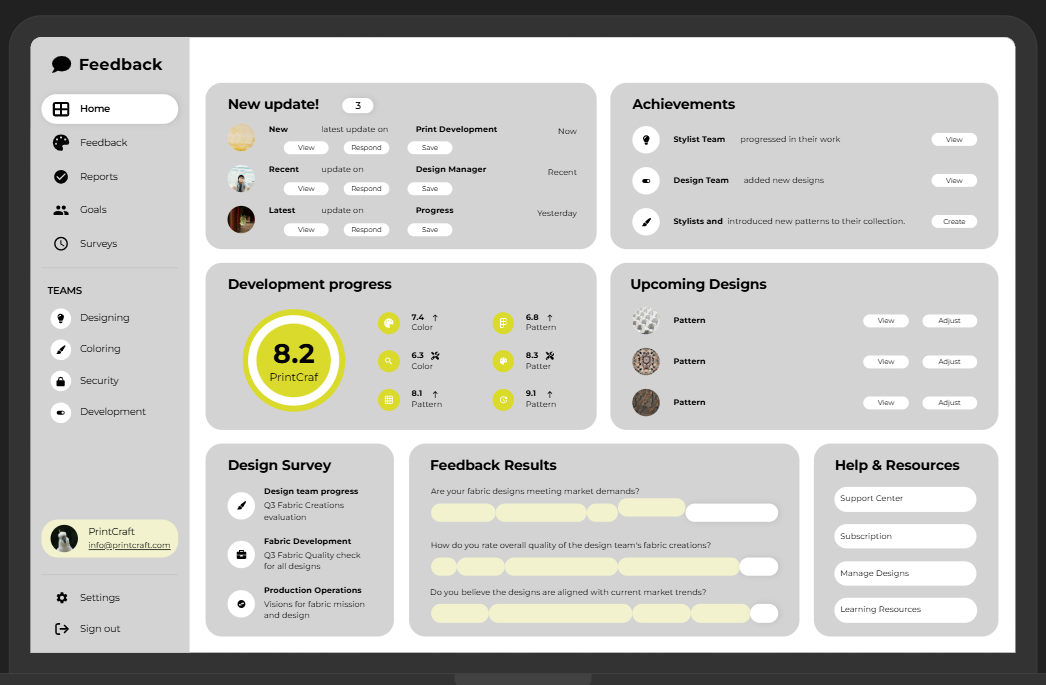 Feedback
Home
Feedback
Reports
Goals
Surveys
TEAMS
Designing
Coloring
Security
Development
PrintCraft
info@printcraft.com
Settings
Sign out
New update! 3
New latest update on Print Development Now
View Respond Save
Recent update on Design Manager Recent
View Respond Save
Latest update on Progress Yesterday
View Respond Save
Achievements
Stylist Team progressed in their work View
Design Team added new designs View
Stylists and introduced new patterns to their collection. Create
Development progress
8.2
PrintCraf
7.4 ↑
Color
6.8 ↑
Pattern
6.3
Color
8.3
Patter
8.1 ↑
Pattern
9.1 ↑
Pattern
Upcoming Designs
Pattern View Adjust
Pattern View Adjust
Pattern View Adjust
Design Survey
Design team progress
Q3 Fabric Creations
evaluation
Fabric Development
Q3 Fabric Quality check
for all designs
Production Operations
Visions for fabric mission
and design
Feedback Results
Are your fabric designs meeting market demands?
How do you rate overall quality of the design team's fabric creations?
Do you believe the designs are aligned with current market trends?
Help & Resources
Support Center
Subscription
Manage Designs
Learning Resources